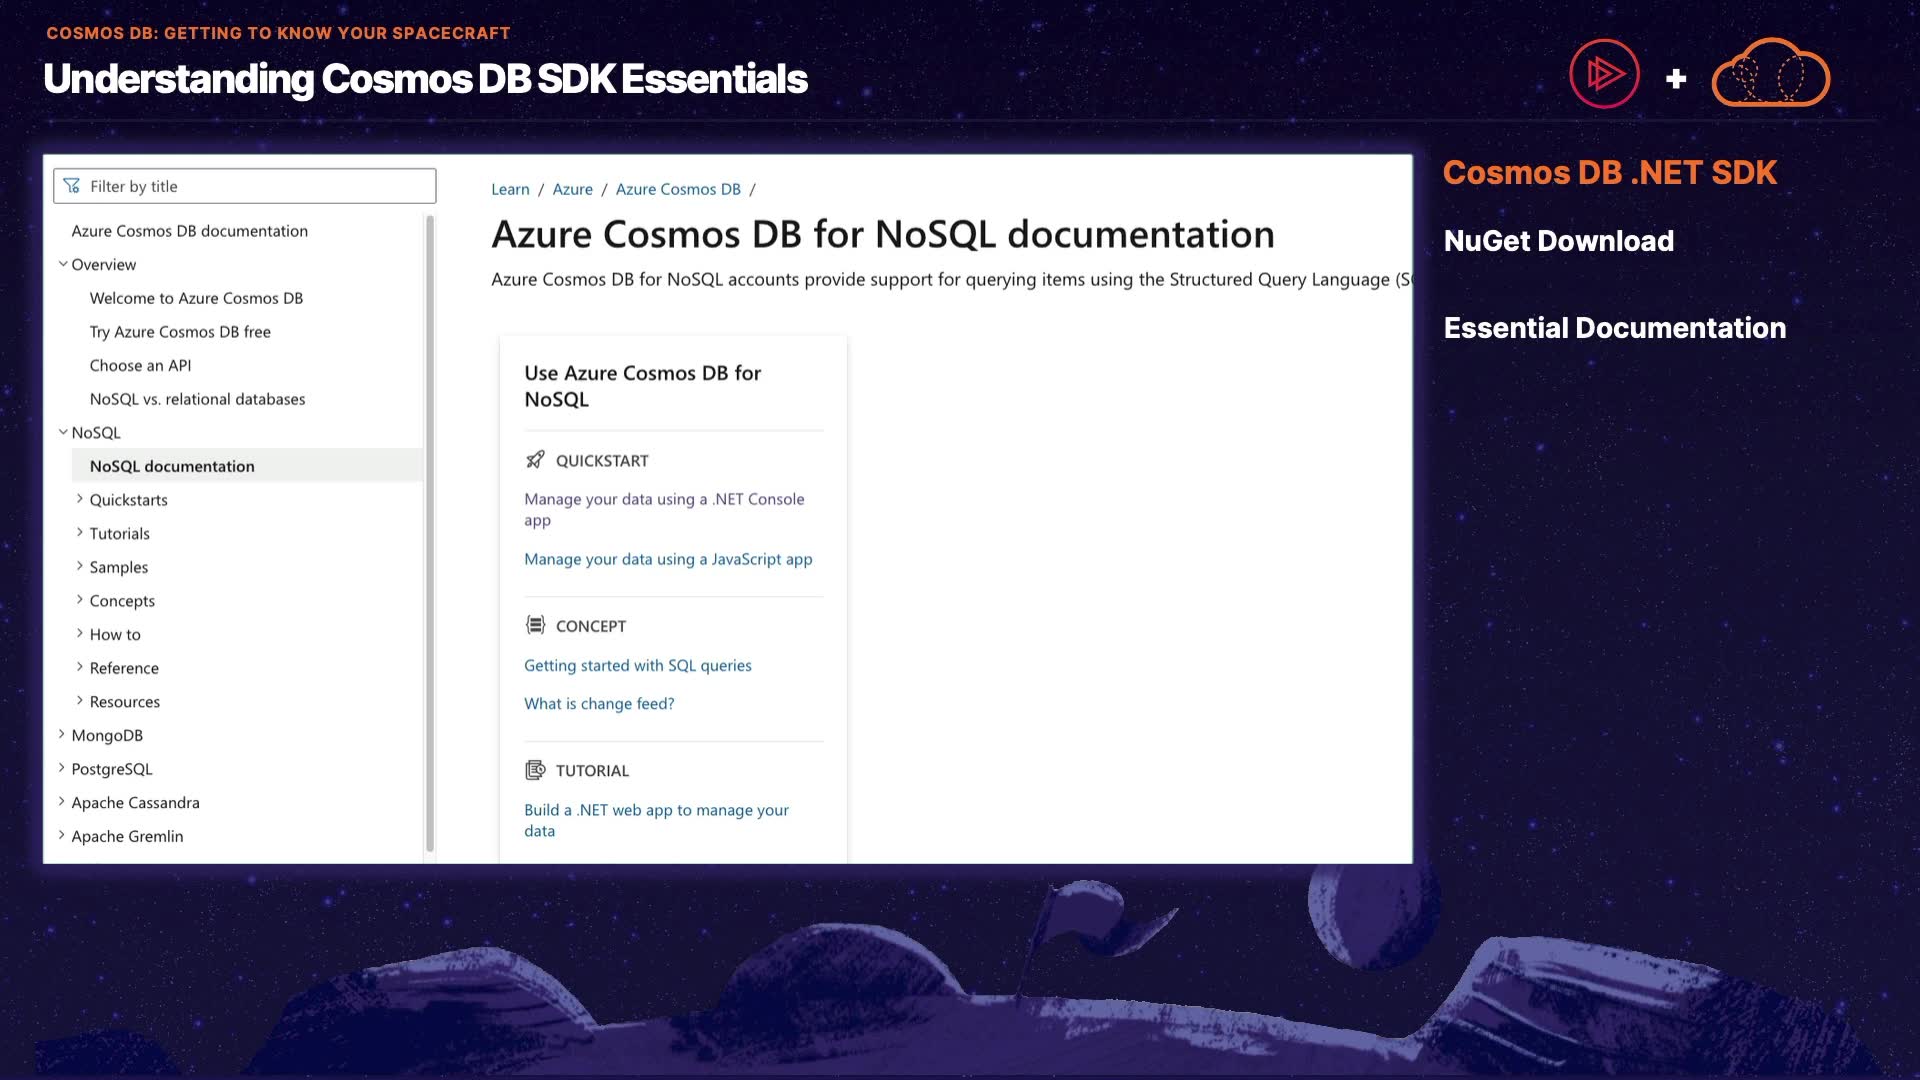 COSMOS DB: GETTING TO KNOW YOUR SPACECRAFT
Understanding Cosmos DB SDK Essentials
Filter by title
Azure Cosmos DB documentation
Overview
Welcome to Azure Cosmos DB
Try Azure Cosmos DB free
Choose an API
NoSQL vs. relational databases
NoSQL
NoSQL documentation
Quickstarts
Tutorials
Samples
Concepts
How to
Reference
Resources
MongoDB
PostgreSQL
Apache Cassandra
Apache Gremlin
Learn / Azure / Azure Cosmos DB /
Azure Cosmos DB for NoSQL documentation
Azure Cosmos DB for NoSQL accounts provide support for querying items using the Structured Query Language
Use Azure Cosmos DB for
NoSQL
QUICKSTART
Manage your data using a .NET Console
app
Manage your data using a JavaScript app
CONCEPT
Getting started with SQL queries
What is change feed?
TUTORIAL
Build a .NET web app to manage your
data
Cosmos DB .NET SDK
NuGet Download
Essential Documentation